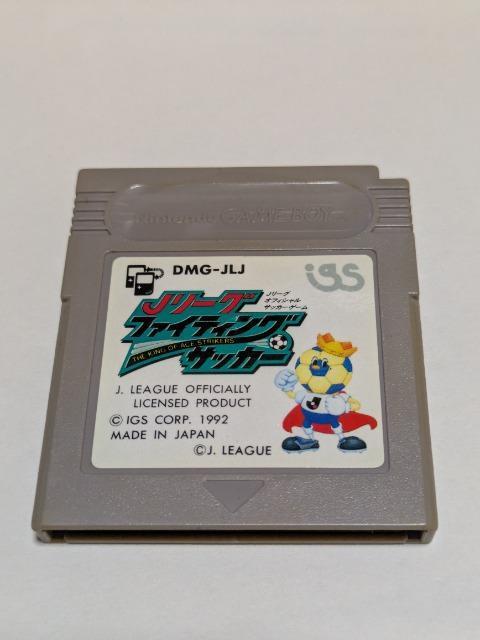 Nintendo GAME BOY
DMG-JLJ
igs
Jリーグ
オフィシャル
サッカーゲーム
Jリーグ
ファイティング
サッカー
THE KING OF ACE STRIKERS
J. LEAGUE OFFICIALLY
LICENSED PRODUCT
© IGS CORP. 1992
MADE IN JAPAN
©J. LEAGUE
J